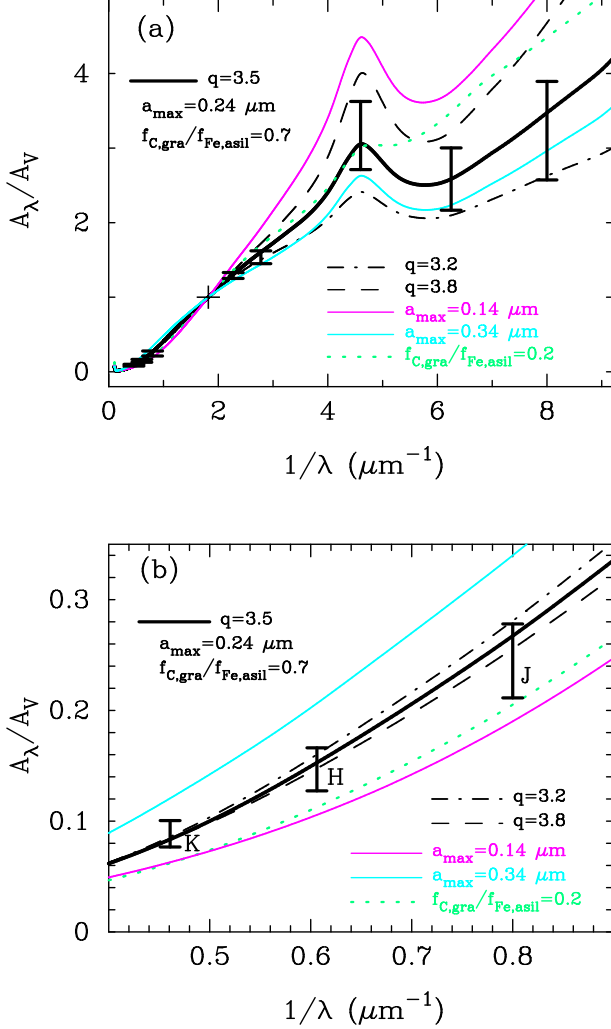 (a)
q=3.5
a_max=0.24 μm
f_C,gra/f_Fe,asil=0.7
4
2
0
A_λ/A_V
q=3.2
q=3.8
a_max=0.14 μm
a_max=0.34 μm
f_C,gra/f_Fe,asil=0.2
0 2 4 6 8
1/λ (μm⁻¹)
(b)
q=3.5
a_max=0.24 μm
f_C,gra/f_Fe,asil=0.7
0.3
0.2
0.1
0
A_λ/A_V
J
H
K
q=3.2
q=3.8
a_max=0.14 μm
a_max=0.34 μm
f_C,gra/f_Fe,asil=0.2
0.5 0.6 0.7 0.8
1/λ (μm⁻¹)